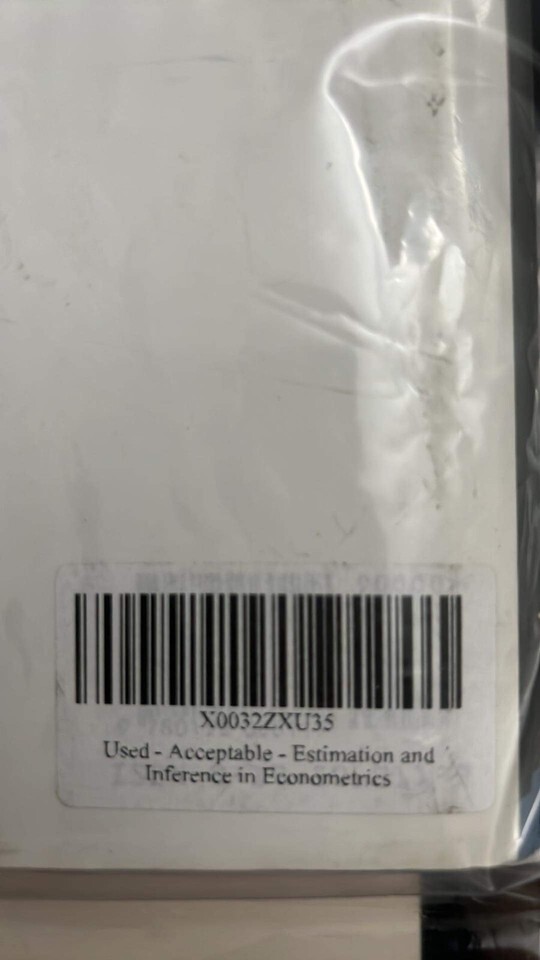 X0032ZXU35
Used - Acceptable - Estimation and
Inference in Econometrics